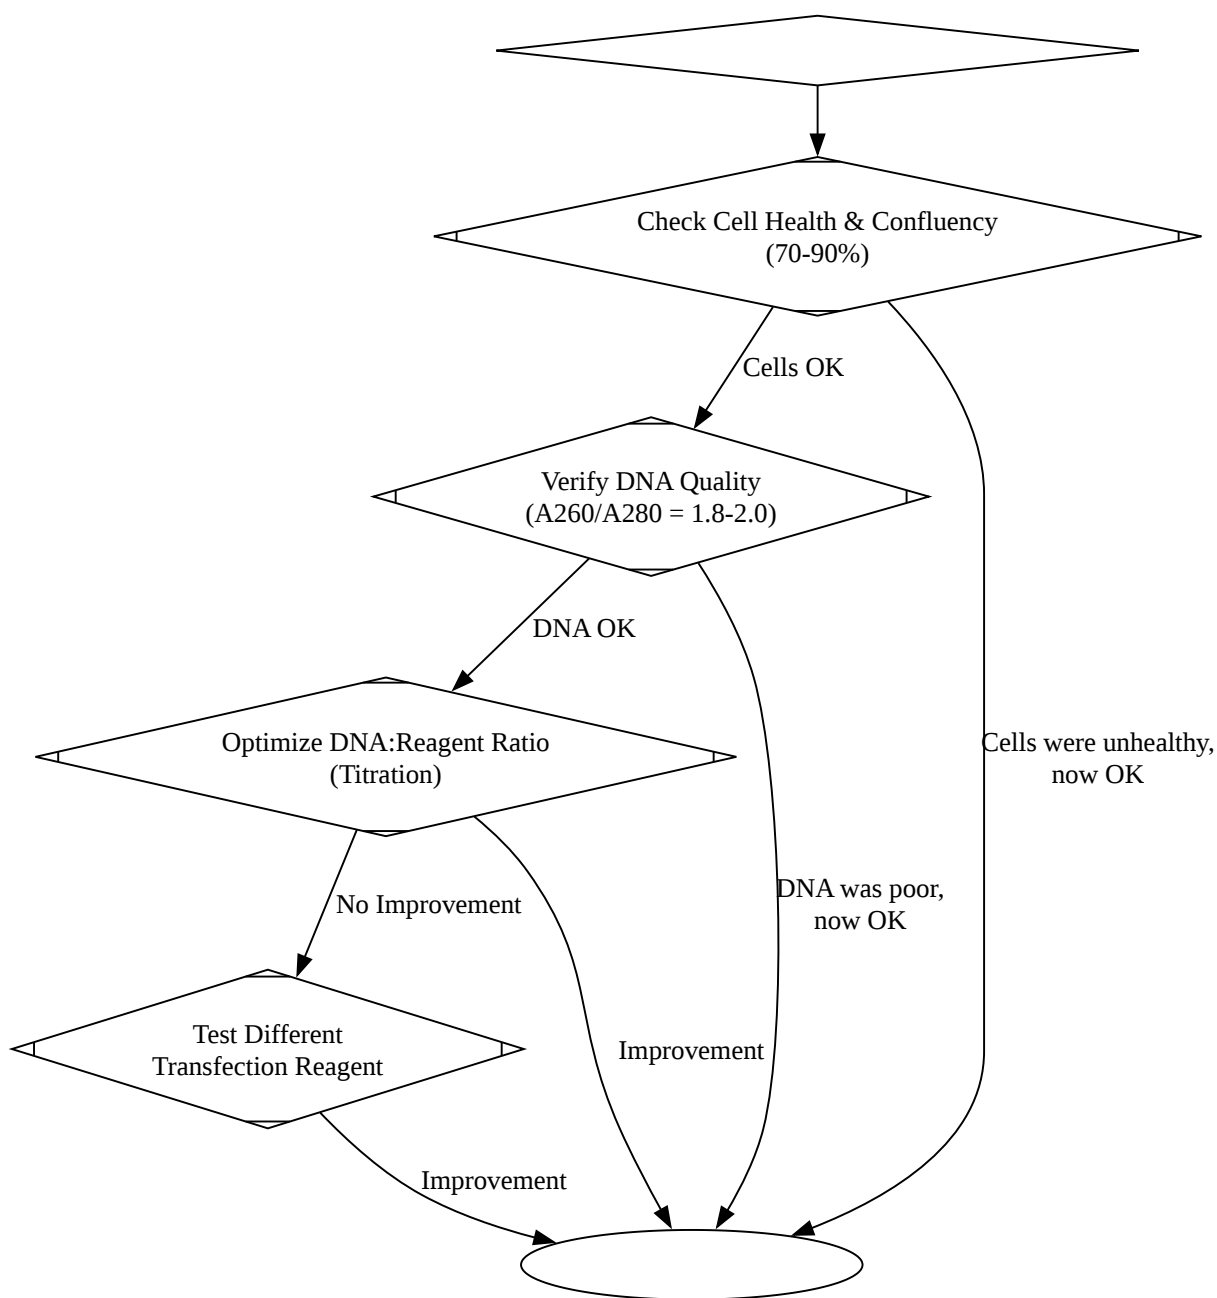 Check Cell Health & Confluency
(70-90%)
Cells OK
Verify DNA Quality
(A260/A280 = 1.8-2.0)
DNA OK
Optimize DNA:Reagent Ratio
(Titration)
Cells were unhealthy,
now OK
No Improvement
DNA was poor,
now OK
Test Different
Transfection Reagent
Improvement
Improvement